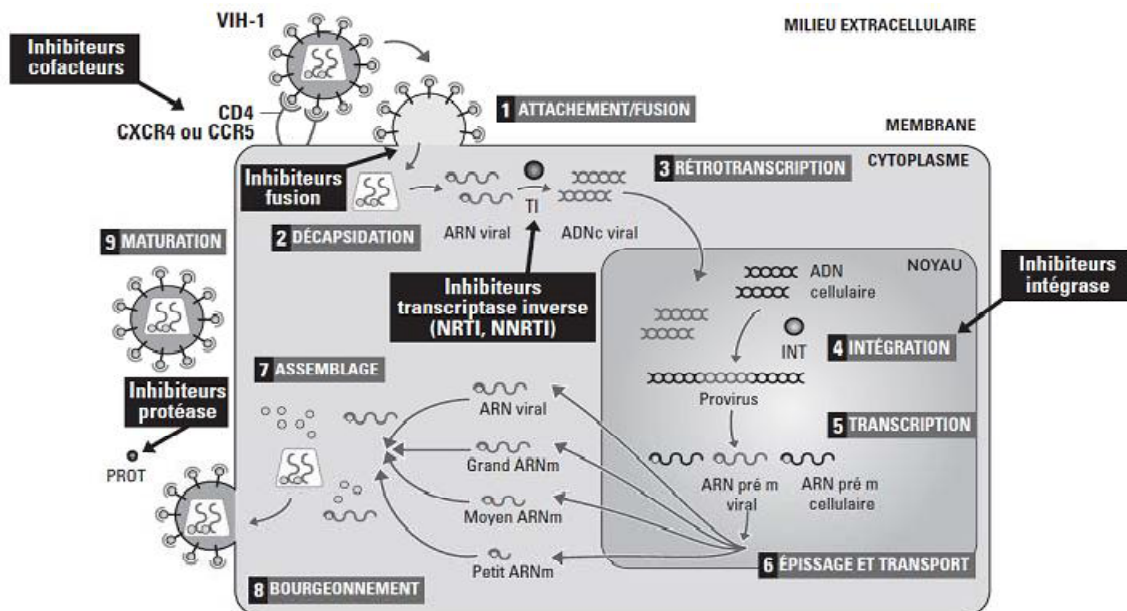 VIH-1
MILIEU EXTRACELLULAIRE
Inhibiteurs
cofacteurs
CD4
CXCR4 ou CCR5
1 ATTACHEMENT/FUSION
MEMBRANE
CYTOPLASME
Inhibiteurs
fusion
3 RÉTROTRANSCRIPTION
TI
ARN viral
ADNc viral
2 DÉCAPSIDATION
9 MATURATION
Inhibiteurs
transcriptase inverse
(NRTI, NNRTI)
NOYAU
ADN
cellulaire
Inhibiteurs
intégrase
INT
4 INTÉGRATION
7 ASSEMBLAGE
Inhibiteurs
protéase
PROT
ARN viral
Provirus
5 TRANSCRIPTION
Grand ARNm
ARN pré m
viral
ARN pré m
cellulaire
Moyen ARNm
Petit ARNm
6 ÉPISSAGE ET TRANSPORT
8 BOURGEONNEMENT